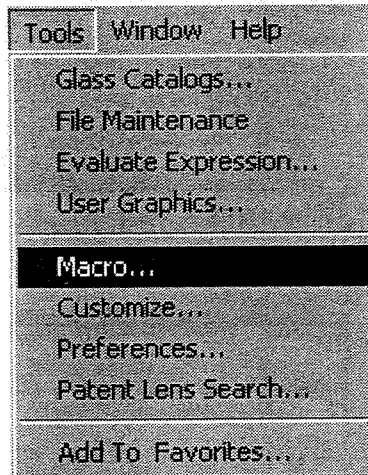 Tools Window Help
Glass Catalogs...
File Maintenance
Evaluate Expression...
User Graphics...
Macro...
Customize...
Preferences...
Patent Lens Search...
Add To Favorites...